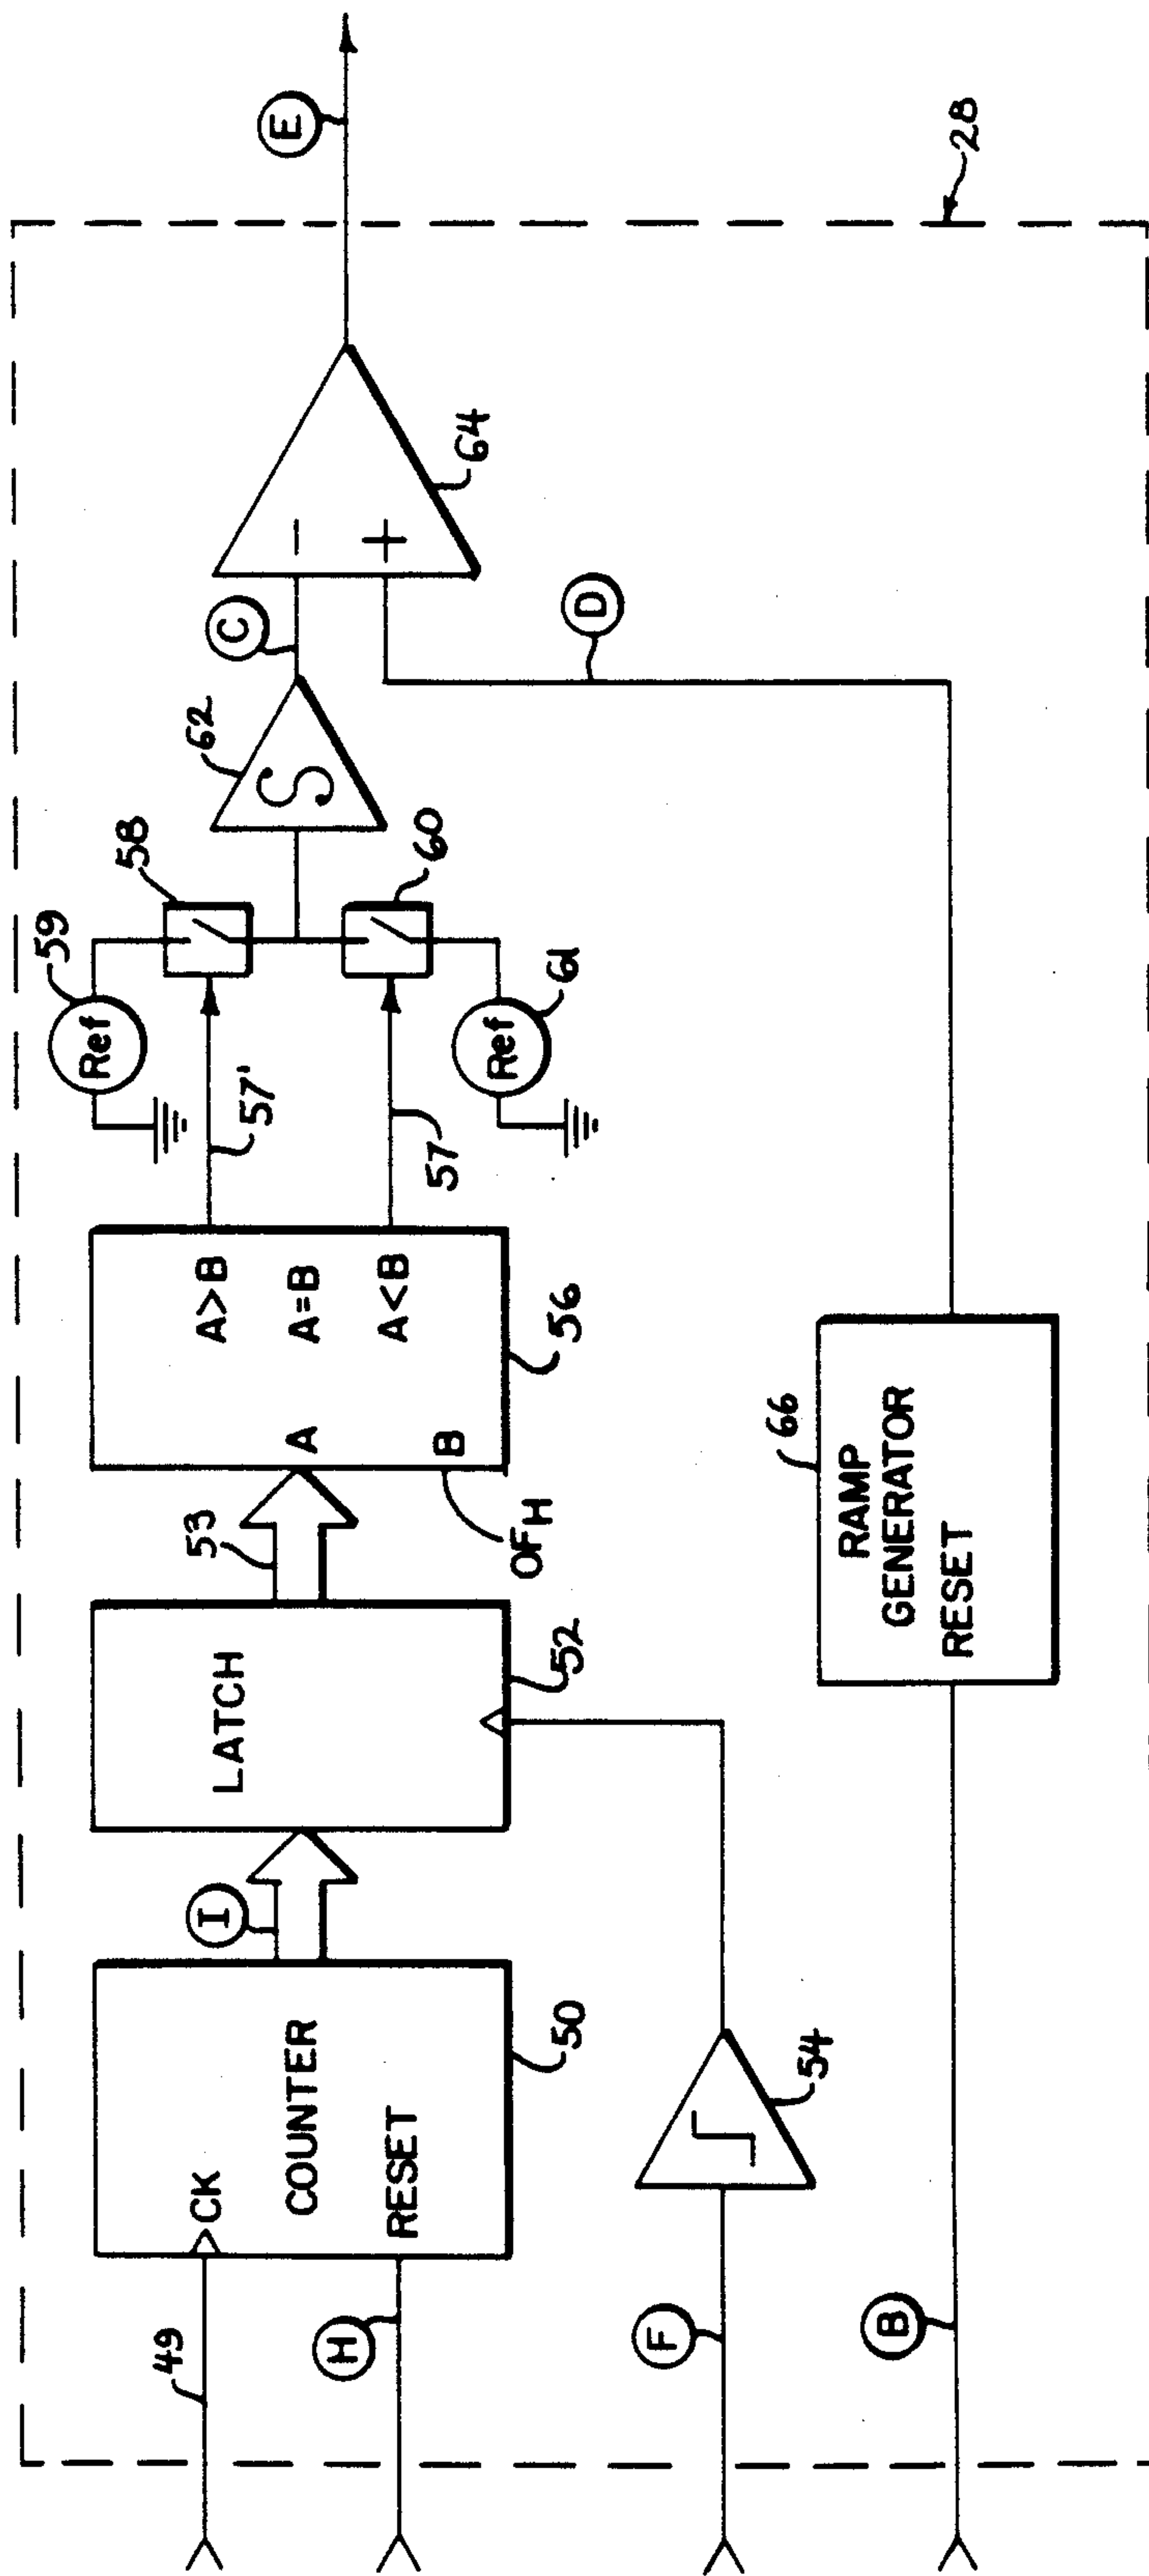 49
CK
COUNTER
RESET
50
H
I
LATCH
52
53
A
B
OF_H
A>B
A=B
A<B
56
57'
57
Ref
59
58
Ref
61
60
S
62
C
-
+
64
E
F
54
B
RAMP
GENERATOR
RESET
66
D
28